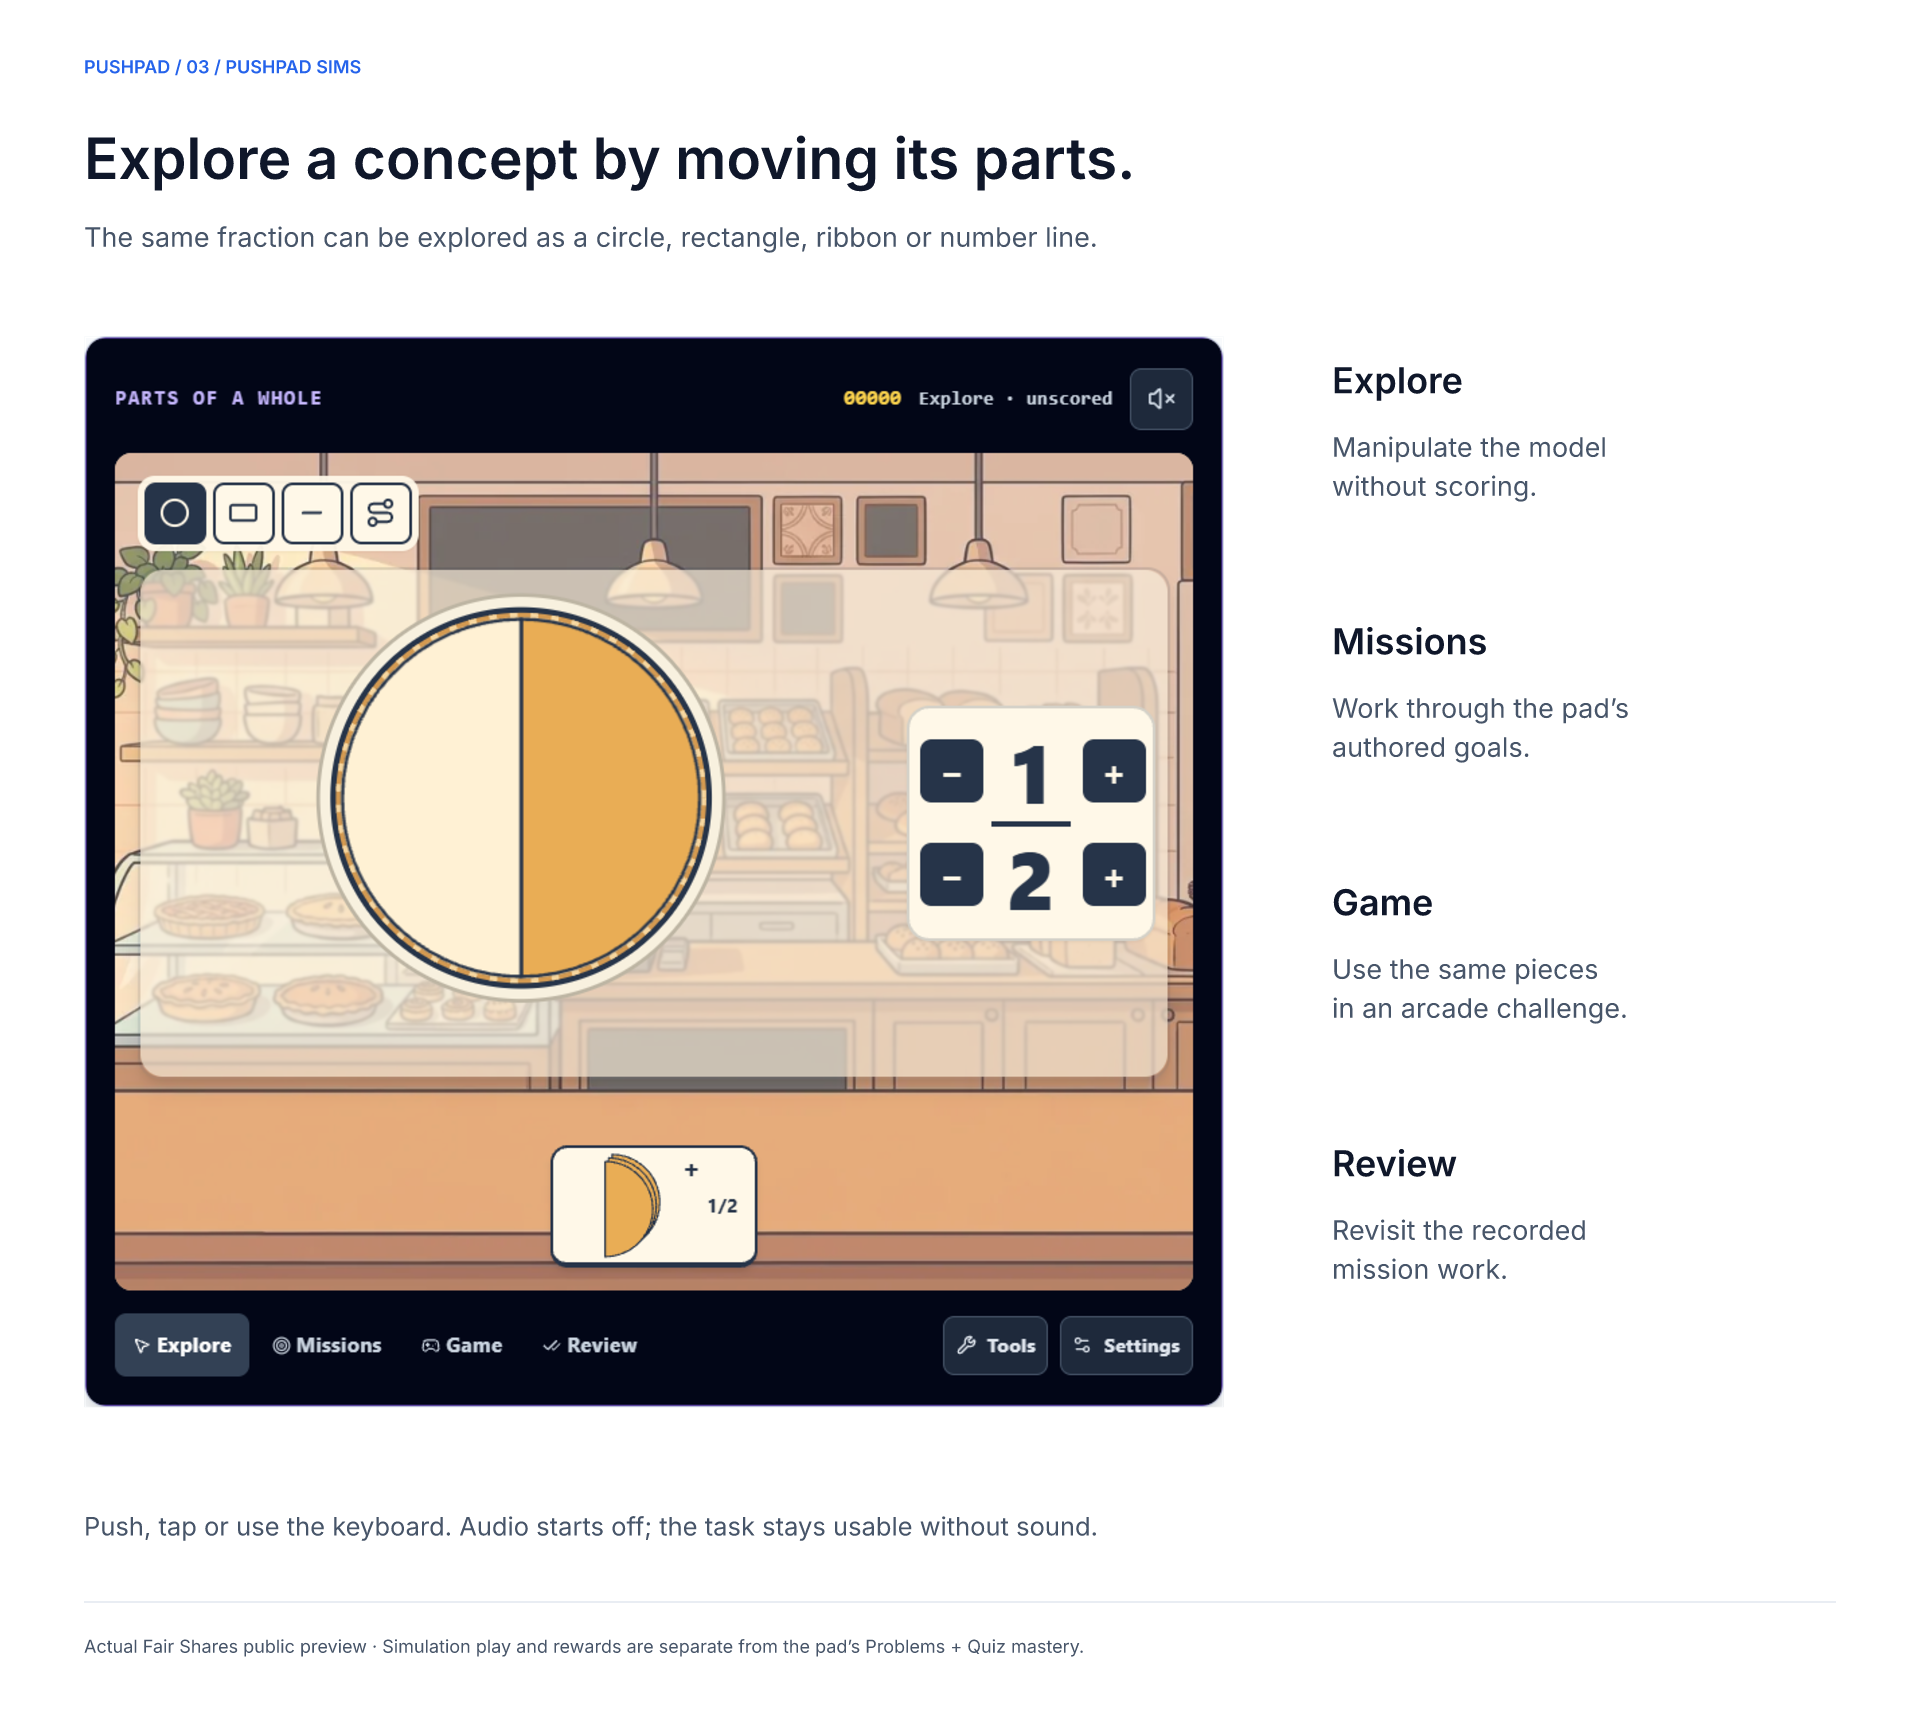 PUSHPAD / 03 / PUSHPAD SIMS
Explore a concept by moving its parts.
The same fraction can be explored as a circle, rectangle, ribbon or number line.
PARTS OF A WHOLE
00000 Explore · unscored
1
2
+
1/2
Explore
Missions
Game
Review
Tools
Settings
Explore
Manipulate the model
without scoring.
Missions
Work through the pad’s
authored goals.
Game
Use the same pieces
in an arcade challenge.
Review
Revisit the recorded
mission work.
Push, tap or use the keyboard. Audio starts off; the task stays usable without sound.
Actual Fair Shares public preview · Simulation play and rewards are separate from the pad’s Problems + Quiz mastery.